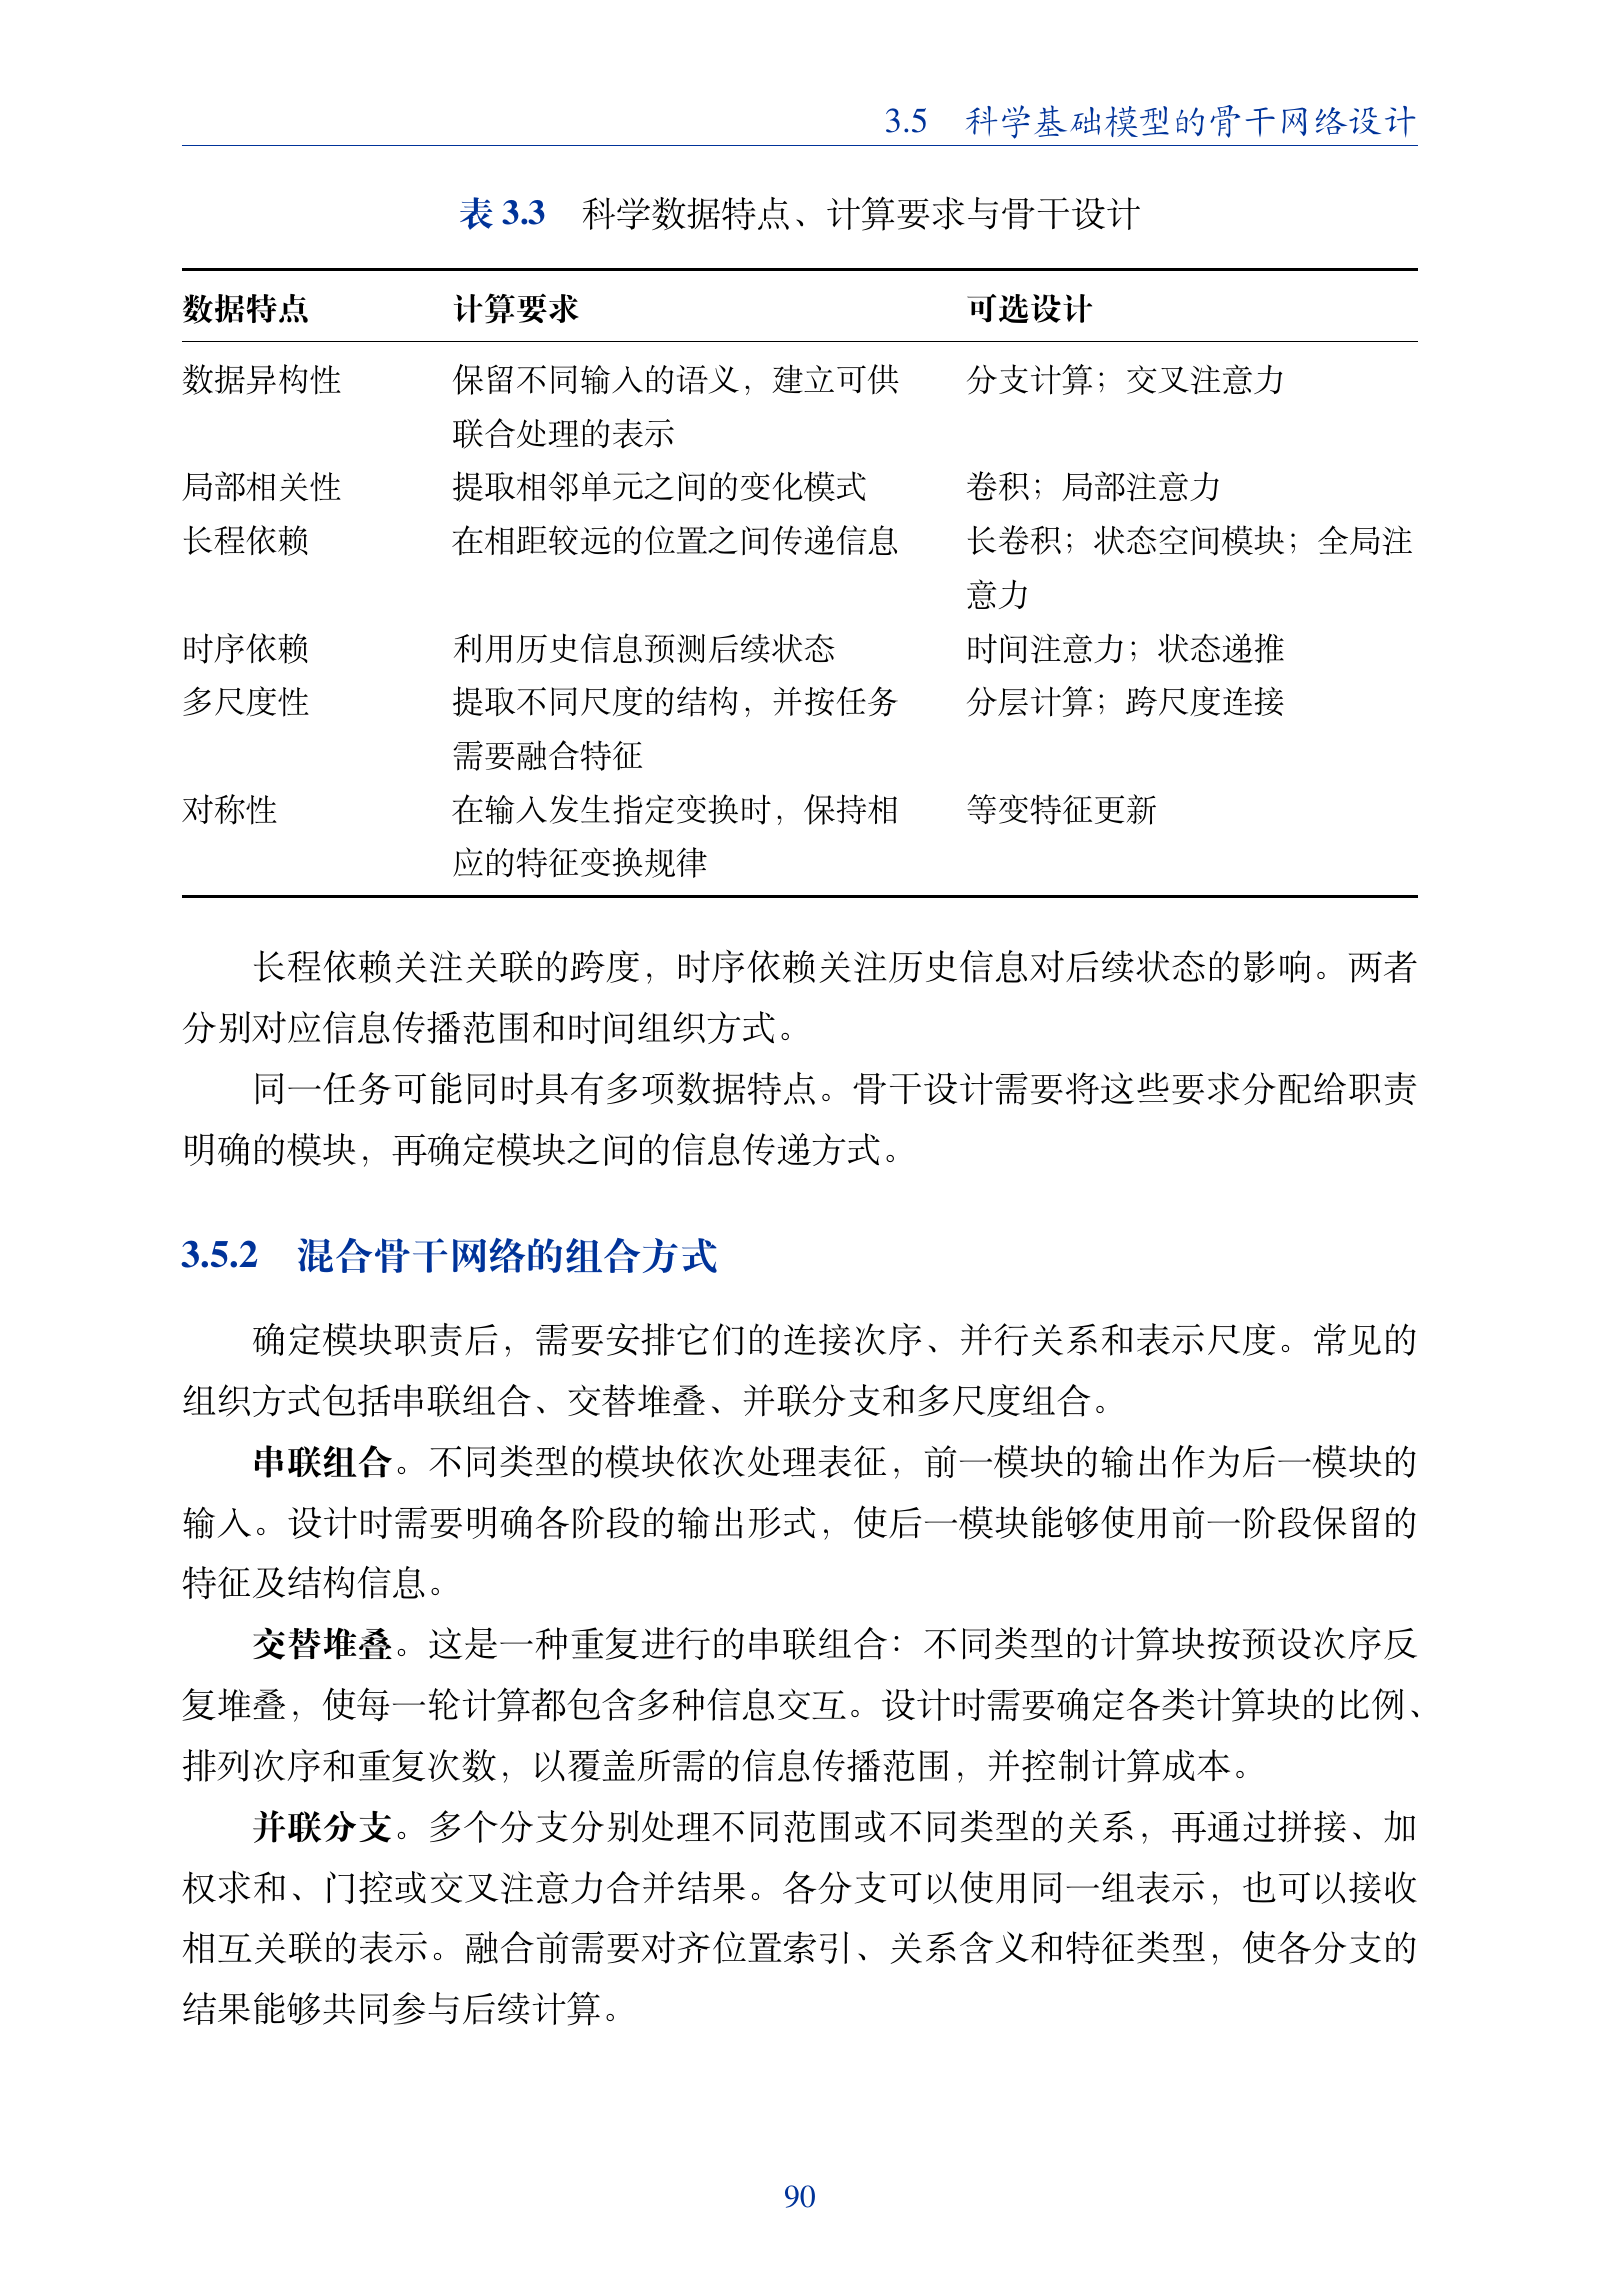 3.5 科学基础模型的骨干网络设计
表 3.3 科学数据特点、计算要求与骨干设计
数据特点 计算要求 可选设计
数据异构性 保留不同输入的语义，建立可供 分支计算；交叉注意力
联合处理的表示
局部相关性 提取相邻单元之间的变化模式 卷积；局部注意力
长程依赖 在相距较远的位置之间传递信息 长卷积；状态空间模块；全局注
意力
时序依赖 利用历史信息预测后续状态 时间注意力；状态递推
多尺度性 提取不同尺度的结构，并按任务 分层计算；跨尺度连接
需要融合特征
对称性 在输入发生指定变换时，保持相 等变特征更新
应的特征变换规律
长程依赖关注关联的跨度，时序依赖关注历史信息对后续状态的影响。两者
分别对应信息传播范围和时间组织方式。
同一任务可能同时具有多项数据特点。骨干设计需要将这些要求分配给职责
明确的模块，再确定模块之间的信息传递方式。
3.5.2 混合骨干网络的组合方式
确定模块职责后，需要安排它们的连接次序、并行关系和表示尺度。常见的
组织方式包括串联组合、交替堆叠、并联分支和多尺度组合。
串联组合。不同类型的模块依次处理表征，前一模块的输出作为后一模块的
输入。设计时需要明确各阶段的输出形式，使后一模块能够使用前一阶段保留的
特征及结构信息。
交替堆叠。这是一种重复进行的串联组合：不同类型的计算块按预设次序反
复堆叠，使每一轮计算都包含多种信息交互。设计时需要确定各类计算块的比例、
排列次序和重复次数，以覆盖所需的信息传播范围，并控制计算成本。
并联分支。多个分支分别处理不同范围或不同类型的关系，再通过拼接、加
权求和、门控或交叉注意力合并结果。各分支可以使用同一组表示，也可以接收
相互关联的表示。融合前需要对齐位置索引、关系含义和特征类型，使各分支的
结果能够共同参与后续计算。
90